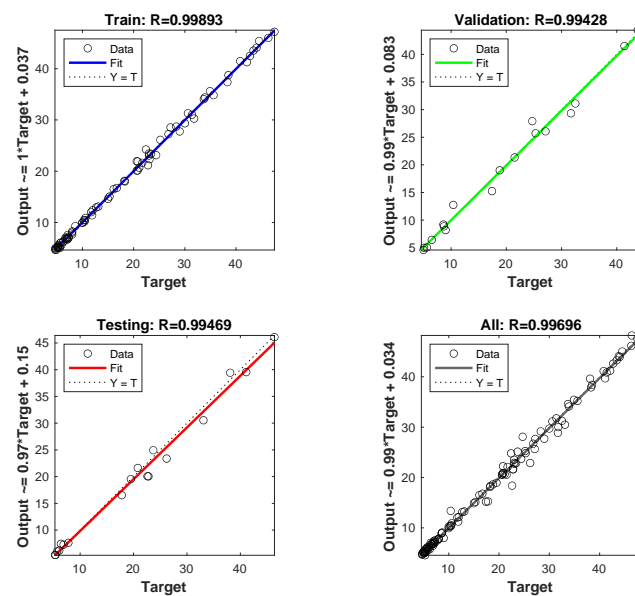 Train: R=0.99893
Output ~= 1*Target + 0.037
40
30
20
10
Data
Fit
Y = T
10 20 30 40
Target
Validation: R=0.99428
Output ~= 0.99*Target + 0.083
40
35
30
25
20
15
10
5
Data
Fit
Y = T
10 20 30 40
Target
Testing: R=0.99469
Output ~= 0.97*Target + 0.15
45
40
35
30
25
20
15
10
Data
Fit
Y = T
10 20 30 40
Target
All: R=0.99696
Output ~= 0.99*Target + 0.034
40
30
20
10
Data
Fit
Y = T
10 20 30 40
Target